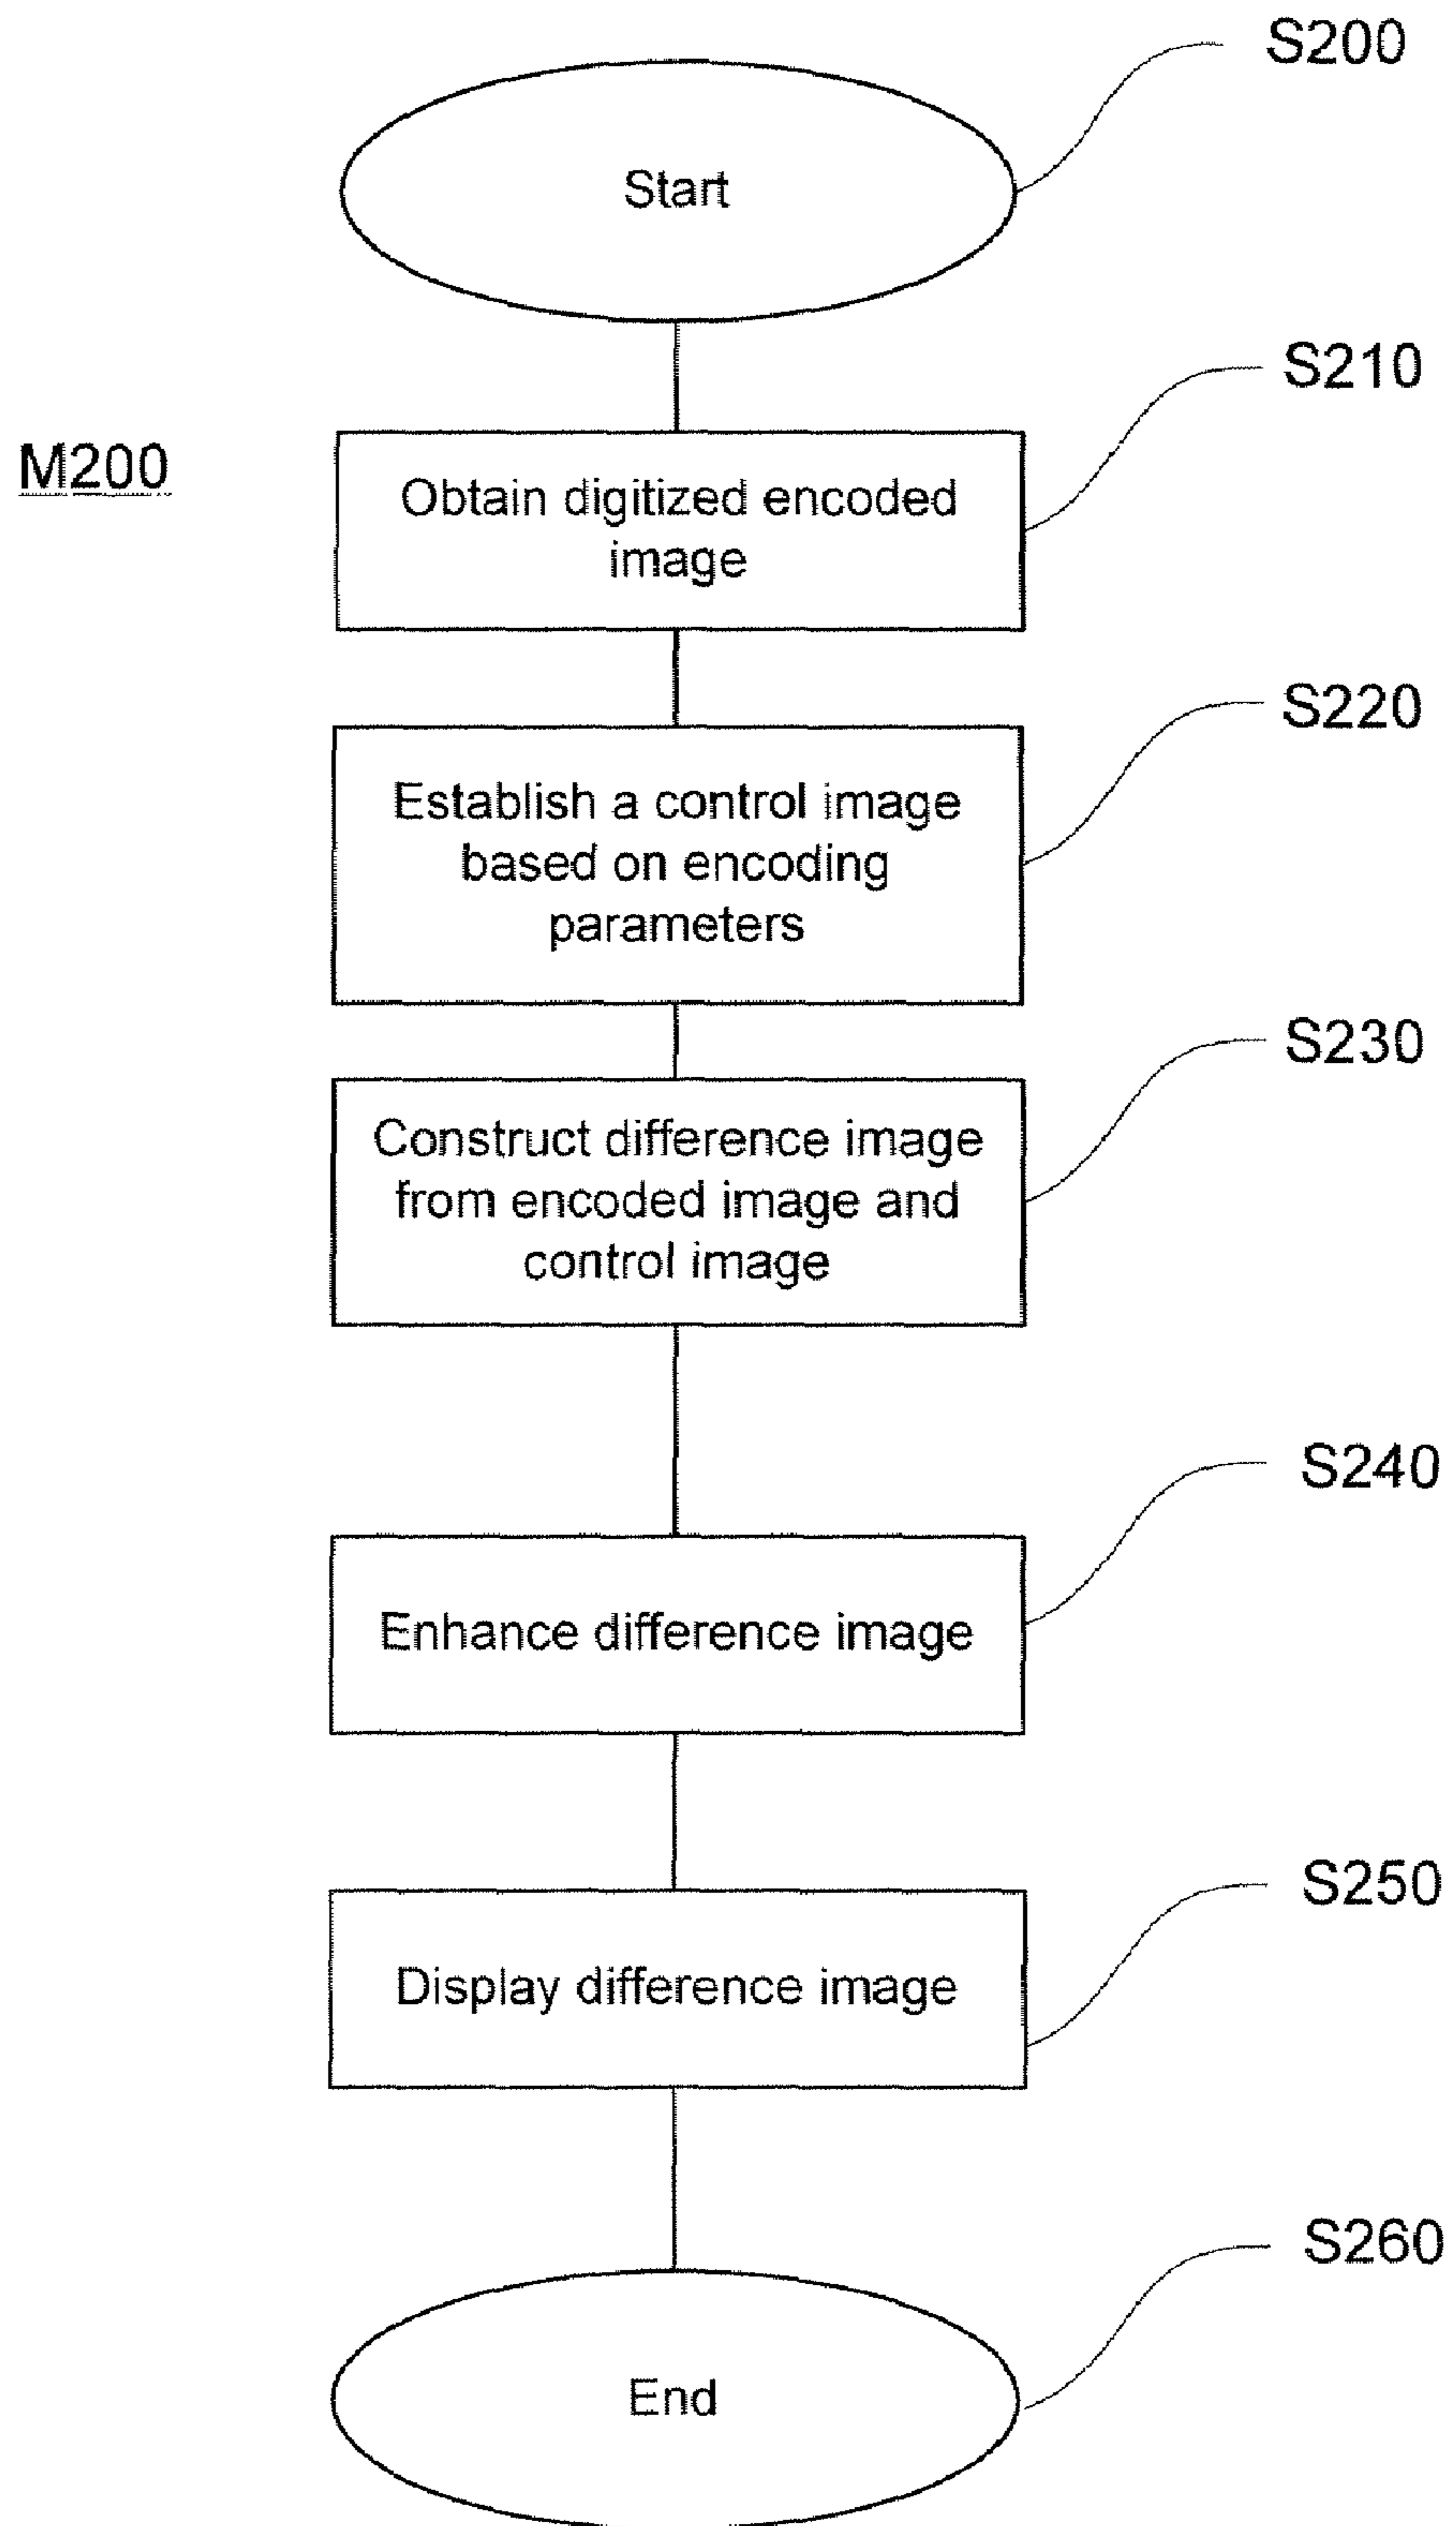 S200
Start
S210
M200
Obtain digitized encoded
image
S220
Establish a control image
based on encoding
parameters
S230
Construct difference image
from encoded image and
control image
S240
Enhance difference image
S250
Display difference image
S260
End